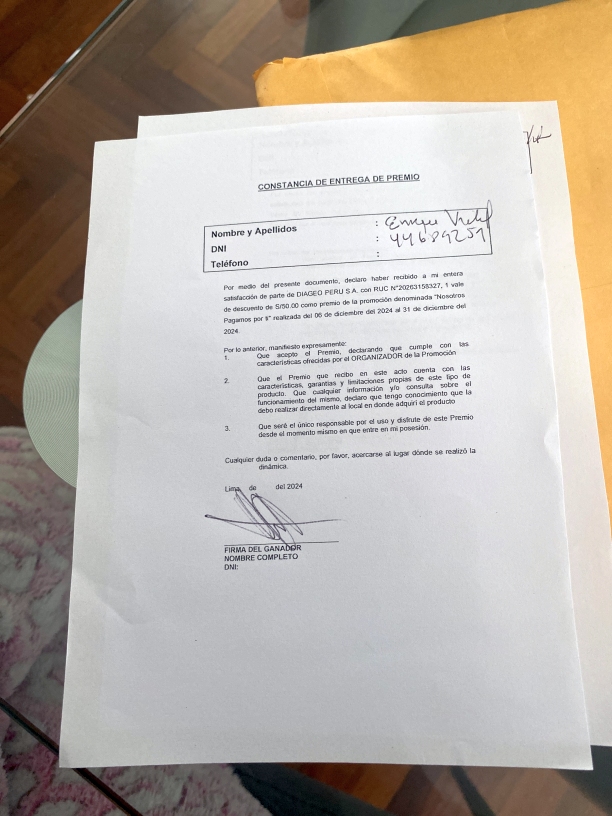 CONSTANCIA DE ENTREGA DE PREMIO
Nombre y Apellidos :
DNI : 44689259
Teléfono :
Por medio del presente documento, declaro haber recibido a mi entera
satisfacción de parte de DIAGEO PERU S.A. con RUC N°20263158327, 1 vale
de descuento de S/50.00 como premio de la promoción denominada "Nosotros
Pagamos por ti" realizada del 06 de diciembre del 2024 al 31 de diciembre del
2024.
Por lo anterior, manifiesto expresamente:
1. Que acepto el Premio, declarando que cumple con las
características ofrecidas por el ORGANIZADOR de la Promoción
2. Que el Premio que recibo en este acto cuenta con las
características, garantías y limitaciones propias de este tipo de
producto. Que cualquier información y/o consulta sobre el
funcionamiento del mismo, declaro que tengo conocimiento que la
debo realizar directamente al local en donde adquirí el producto
3. Que seré el único responsable por el uso y disfrute de este Premio
desde el momento mismo en que entre en mi posesión.
Cualquier duda o comentario, por favor, acercarse al lugar dónde se realizó la
dinámica.
Lima, de del 2024
FIRMA DEL GANADOR
NOMBRE COMPLETO
DNI: